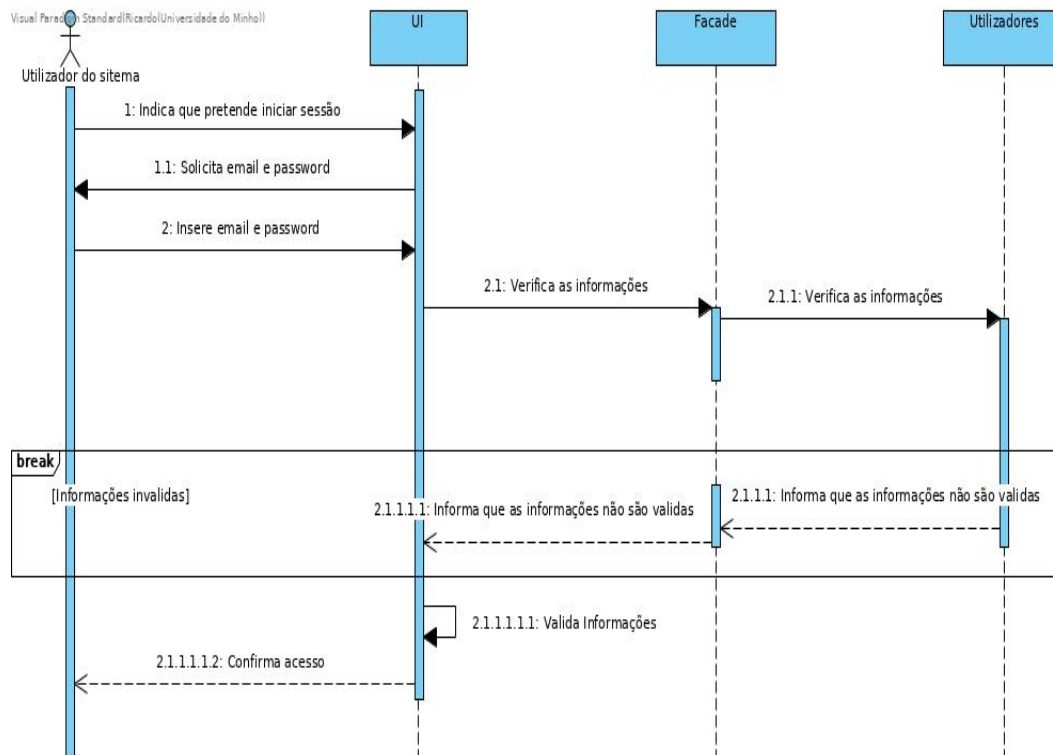 Visual Paradigm Standard(Ricardo(Universidade do Minho))
UI
Facade
Utilizadores
Utilizador do sitema
1: Indica que pretende iniciar sessão
1.1: Solicita email e password
2: Insere email e password
2.1: Verifica as informações
2.1.1: Verifica as informações
break
[Informações invalidas]
2.1.1.1: Informa que as informações não são validas
2.1.1.1.1: Informa que as informações não são validas
2.1.1.1.1.1: Valida Informações
2.1.1.1.1.2: Confirma acesso